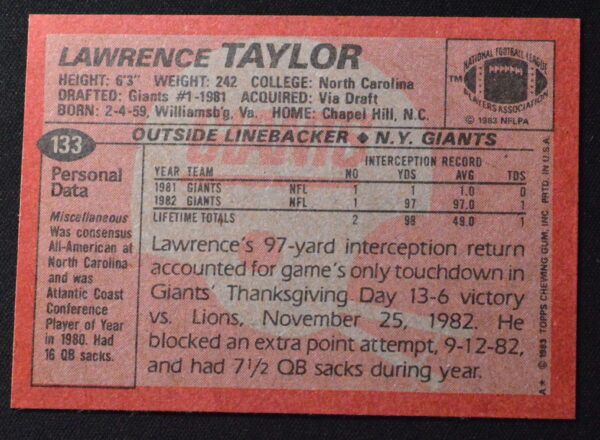 LAWRENCE TAYLOR
HEIGHT: 6'3" WEIGHT: 242 COLLEGE: North Carolina
DRAFTED: Giants #1-1981 ACQUIRED: Via Draft
BORN: 2-4-59, Williamsb'g, Va. HOME: Chapel Hill, N.C.
NATIONAL FOOTBALL LEAGUE
PLAYERS ASSOCIATION
TM
© 1983 NFLPA
133
OUTSIDE LINEBACKER ◆ N.Y. GIANTS
Personal
Data
Miscellaneous
Was consensus
All-American at
North Carolina
and was
Atlantic Coast
Conference
Player of Year
in 1980. Had
16 QB sacks.
GIANTS
INTERCEPTION RECORD
YEAR TEAM NO YDS AVG TDS
1981 GIANTS NFL 1 1 1.0 0
1982 GIANTS NFL 1 97 97.0 1
LIFETIME TOTALS 2 98 49.0 1
Lawrence's 97-yard interception return
accounted for game's only touchdown in
Giants' Thanksgiving Day 13-6 victory
vs. Lions, November 25, 1982. He
blocked an extra point attempt, 9-12-82,
and had 7½ QB sacks during year.
A* © 1983 TOPPS CHEWING GUM, INC. PRTD. IN U.S.A.